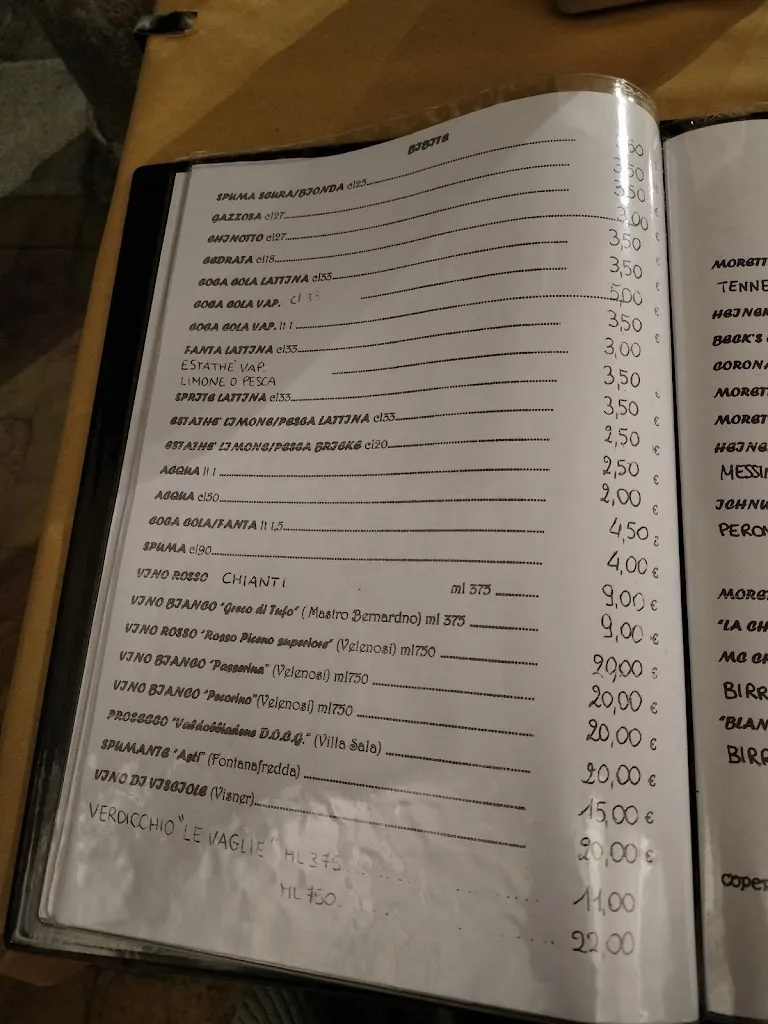 BIBITE
SPUMA SCURA/BIONDA cl25 ,50
GAZZOSA cl27 3,50 €
CHINOTTO cl27 3,50 €
CEDRATA cl18 3,00 €
COCA COLA LATTINA cl33 3,50 €
COCA COLA VAP. cl 33 3,50 €
COCA COLA VAP. lt 1 5,00 €
FANTA LATTINA cl33 3,50 €
ESTATHÈ VAP. LIMONE O PESCA 3,00 €
SPRITE LATTINA cl33 3,50 €
ESTATHE' LIMONE/PESCA LATTINA cl33 3,50 €
ESTATHE' LIMONE/PESCA BRICKE cl20 2,50 €
ACQUA lt 1 2,50 €
ACQUA cl50 2,00 €
COCA COLA/FANTA lt 1,5 4,50 €
SPUMA cl90 4,00 €
VINO ROSSO CHIANTI ml 375 9,00 €
VINO BIANCO "Greco di Tufo" ( Mastro Bernardno) ml 375 9,00 €
VINO ROSSO "Rosso Piceno superiore" (Velenosi) ml750 20,00 €
VINO BIANCO "Passerina" (Velenosi) ml750 20,00 €
VINO BIANCO "Pecorino"(Velenosi) ml750 20,00 €
PROSECCO "Valdobbiadene D.O.C.G." (Villa Sala) 20,00 €
SPUMANTE "Asti" (Fontanafredda) 15,00 €
VINO DI VISCIOLE (Visner) 20,00 €
VERDICCHIO "LE VAGLIE" ML 375 11,00
ML 750 22,00
MORETT
TENNE
HEINEK
BECK'S
CORONA
MORETT
MORETT
HEINE
MESSIN
ICHNU
PERON
MORET
"LA CH
MC CH
BIRR
"BLAN
BIRR
COPER